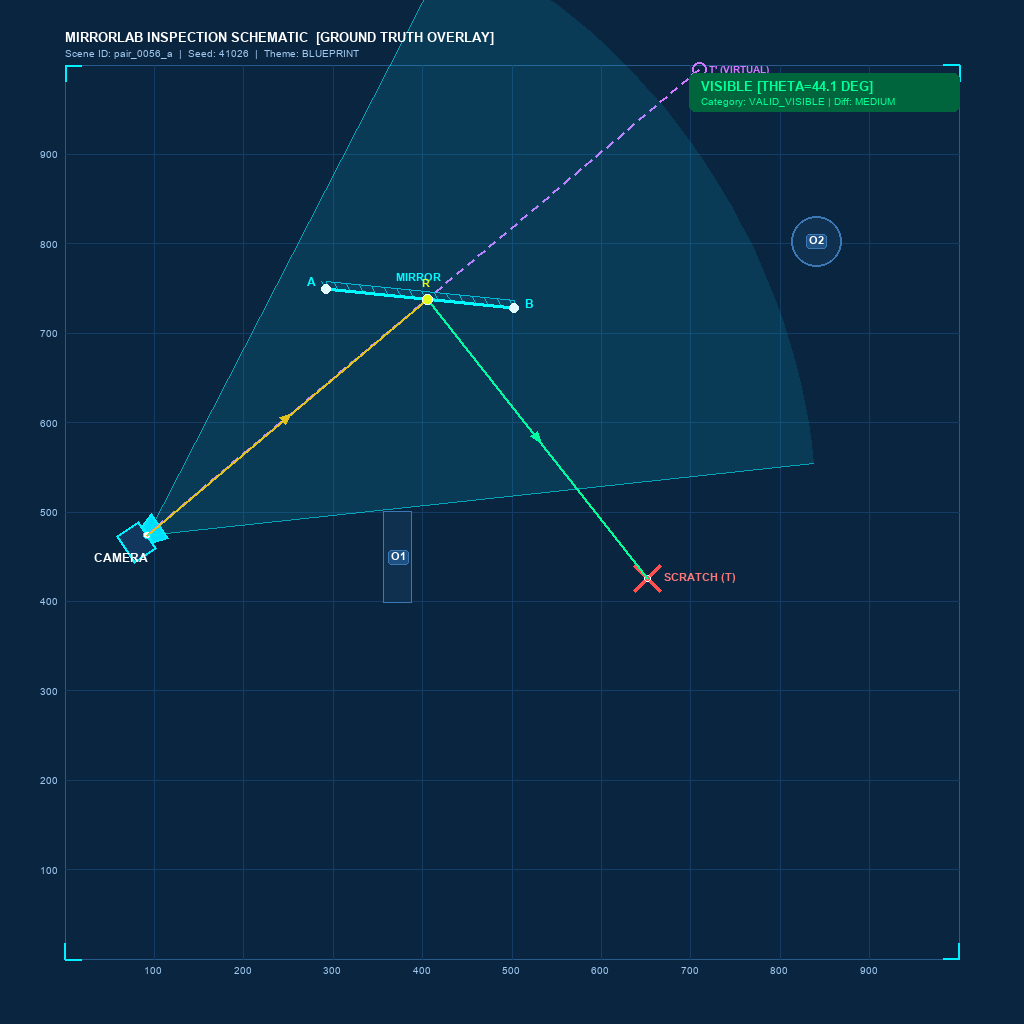 MIRRORLAB INSPECTION SCHEMATIC [GROUND TRUTH OVERLAY]
Scene ID: pair_0056_a | Seed: 41026 | Theme: BLUEPRINT
T' (VIRTUAL)
VISIBLE [THETA=44.1 DEG]
Category: VALID_VISIBLE | Diff: MEDIUM
900
800
O2
MIRROR
A
R
B
700
600
500
CAMERA
O1
SCRATCH (T)
400
300
200
100
100 200 300 400 500 600 700 800 900